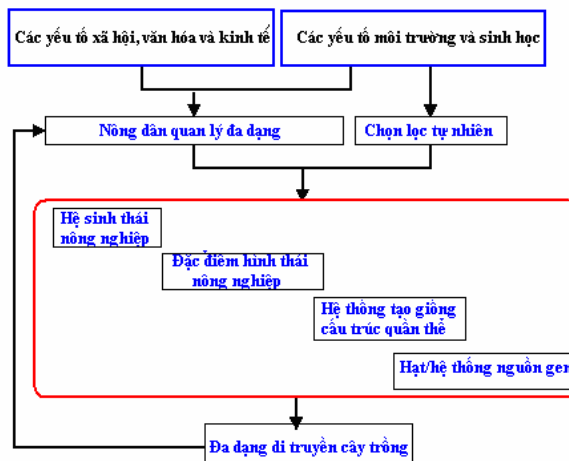 Các yếu tố xã hội, văn hóa và kinh tế
Các yếu tố môi trường và sinh học
Nông dân quan lý đa dạng
Chọn lọc tự nhiên
Hệ sinh thái
nông nghiệp
Đặc điểm hình thái
nông nghiệp
Hệ thống tạo giống
cấu trúc quần thể
Hạt/hệ thống nguồn gen
Đa dạng di truyền cây trồng